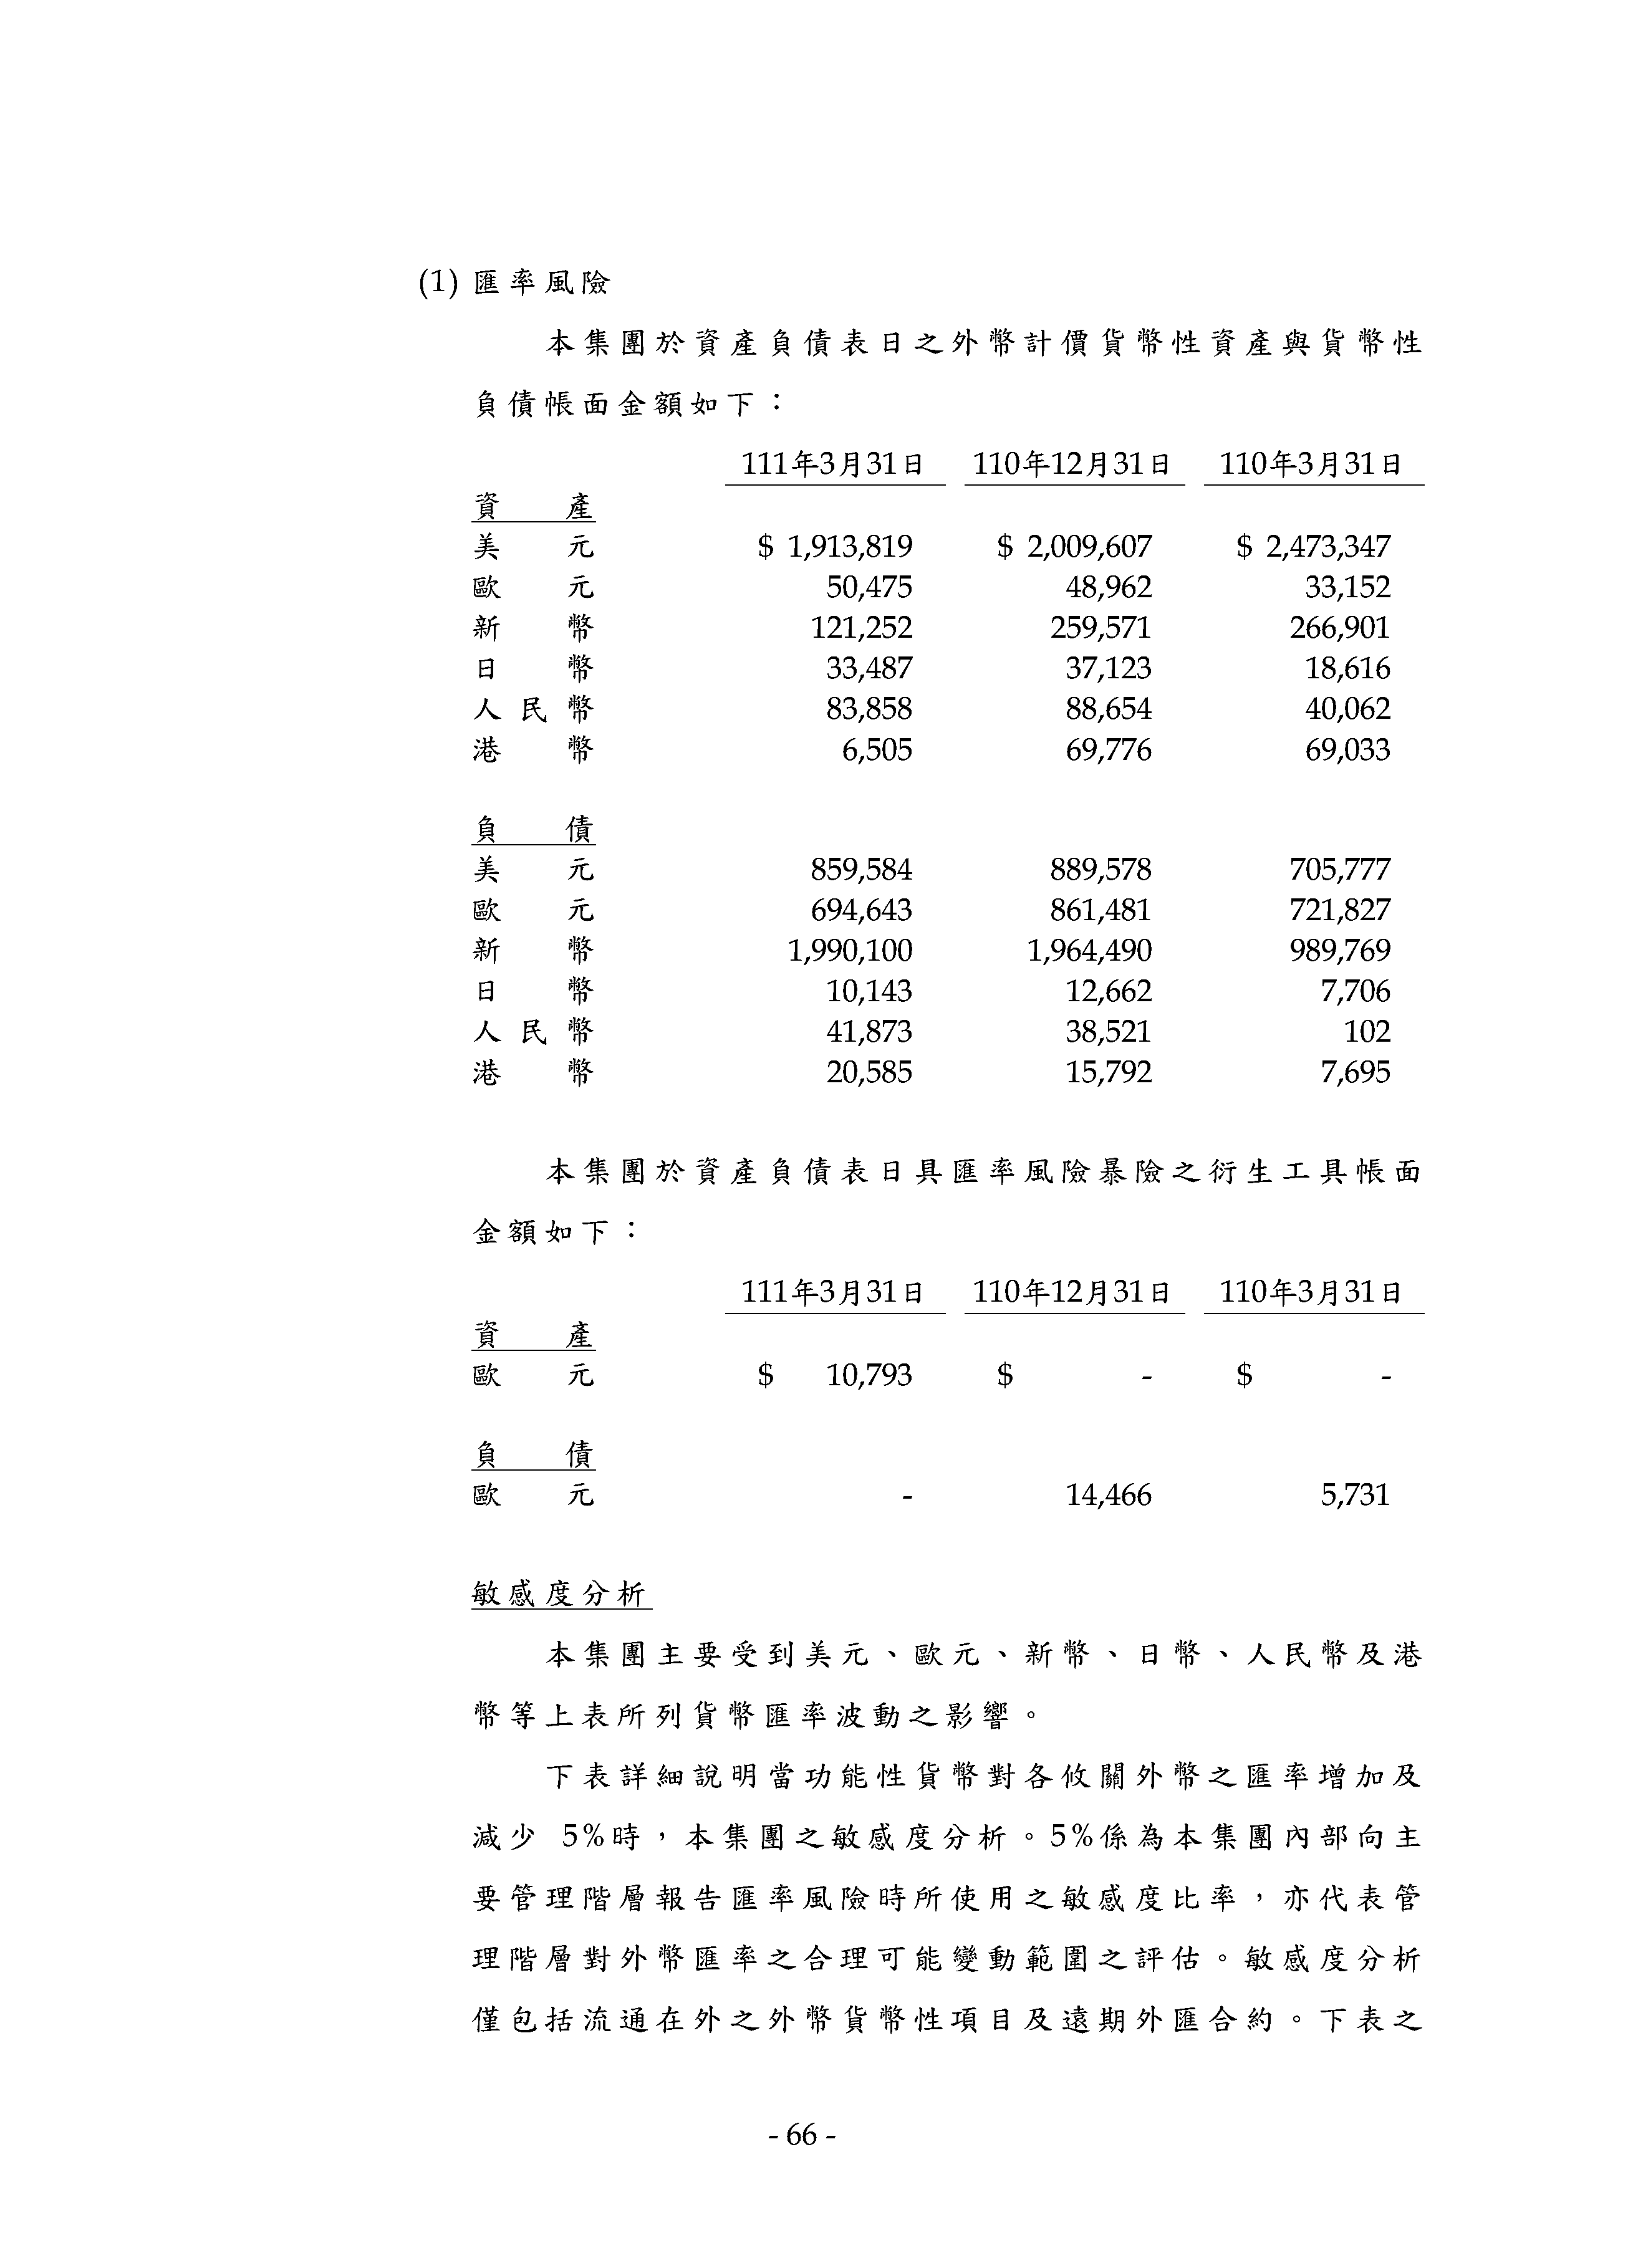 (1) 匯率風險
本集團於資產負債表日之外幣計價貨幣性資產與貨幣性
負債帳面金額如下：
111年3月31日 110年12月31日 110年3月31日
資產
美元 $ 1,913,819 $ 2,009,607 $ 2,473,347
歐元 50,475 48,962 33,152
新幣 121,252 259,571 266,901
日幣 33,487 37,123 18,616
人民幣 83,858 88,654 40,062
港幣 6,505 69,776 69,033
負債
美元 859,584 889,578 705,777
歐元 694,643 861,481 721,827
新幣 1,990,100 1,964,490 989,769
日幣 10,143 12,662 7,706
人民幣 41,873 38,521 102
港幣 20,585 15,792 7,695
本集團於資產負債表日具匯率風險暴險之衍生工具帳面
金額如下：
111年3月31日 110年12月31日 110年3月31日
資產
歐元 $ 10,793 $ - $ -
負債
歐元 - 14,466 5,731
敏感度分析
本集團主要受到美元、歐元、新幣、日幣、人民幣及港
幣等上表所列貨幣匯率波動之影響。
下表詳細說明當功能性貨幣對各攸關外幣之匯率增加及
減少 5%時，本集團之敏感度分析。5%係為本集團內部向主
要管理階層報告匯率風險時所使用之敏感度比率，亦代表管
理階層對外幣匯率之合理可能變動範圍之評估。敏感度分析
僅包括流通在外之外幣貨幣性項目及遠期外匯合約。下表之
- 66 -